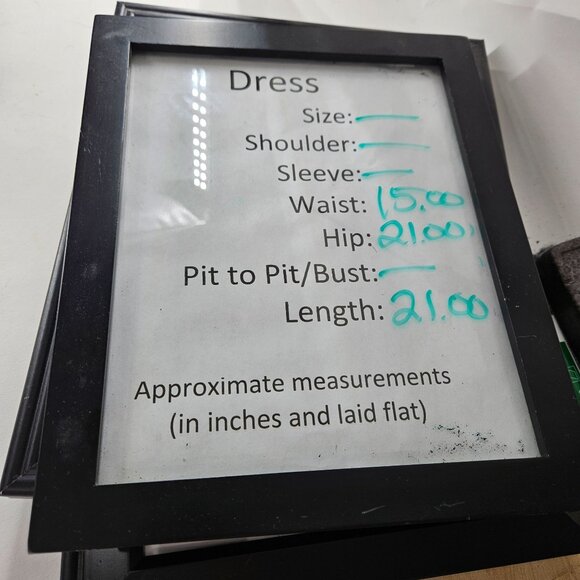 Dress
Size: —
Shoulder: —
Sleeve: —
Waist: 15.00
Hip: 21.00
Pit to Pit/Bust: —
Length: 21.00
Approximate measurements
(in inches and laid flat)